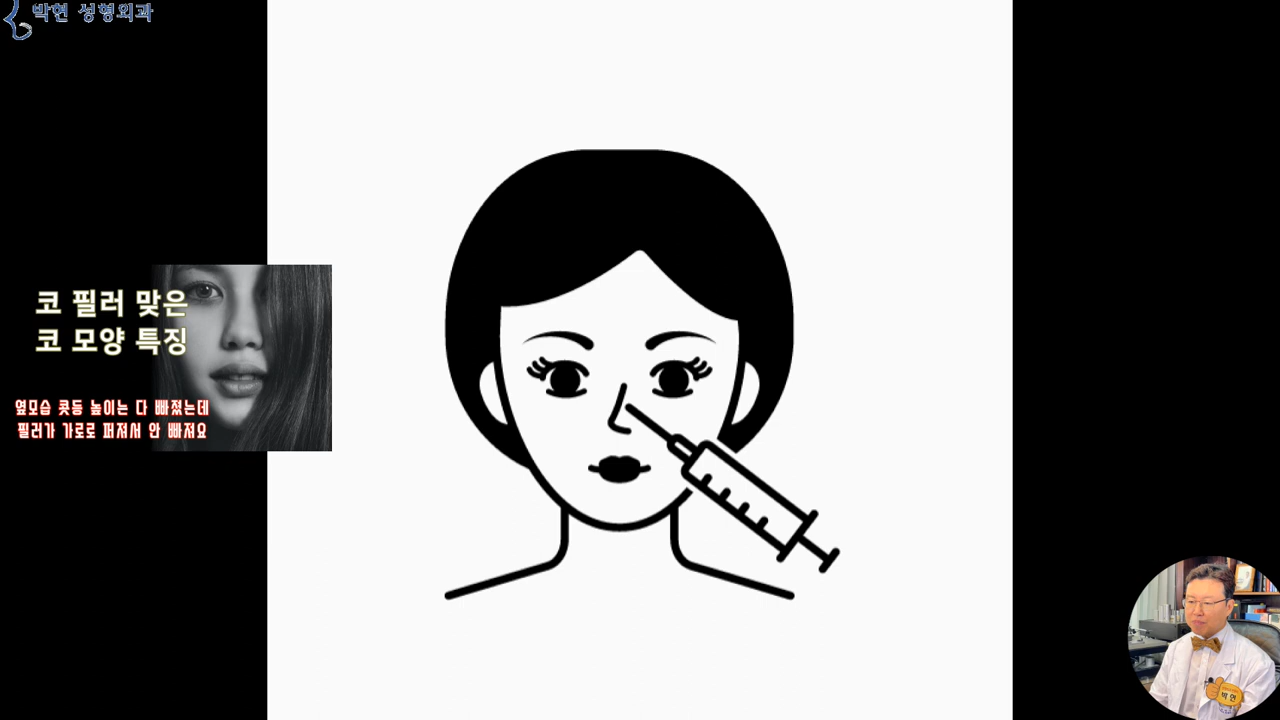 박현 성형외과
코 필러 맞은
코 모양 특징
옆모습 콧등 높이는 다 빠졌는데
필러가 가로로 퍼져서 안 빠져요
박현